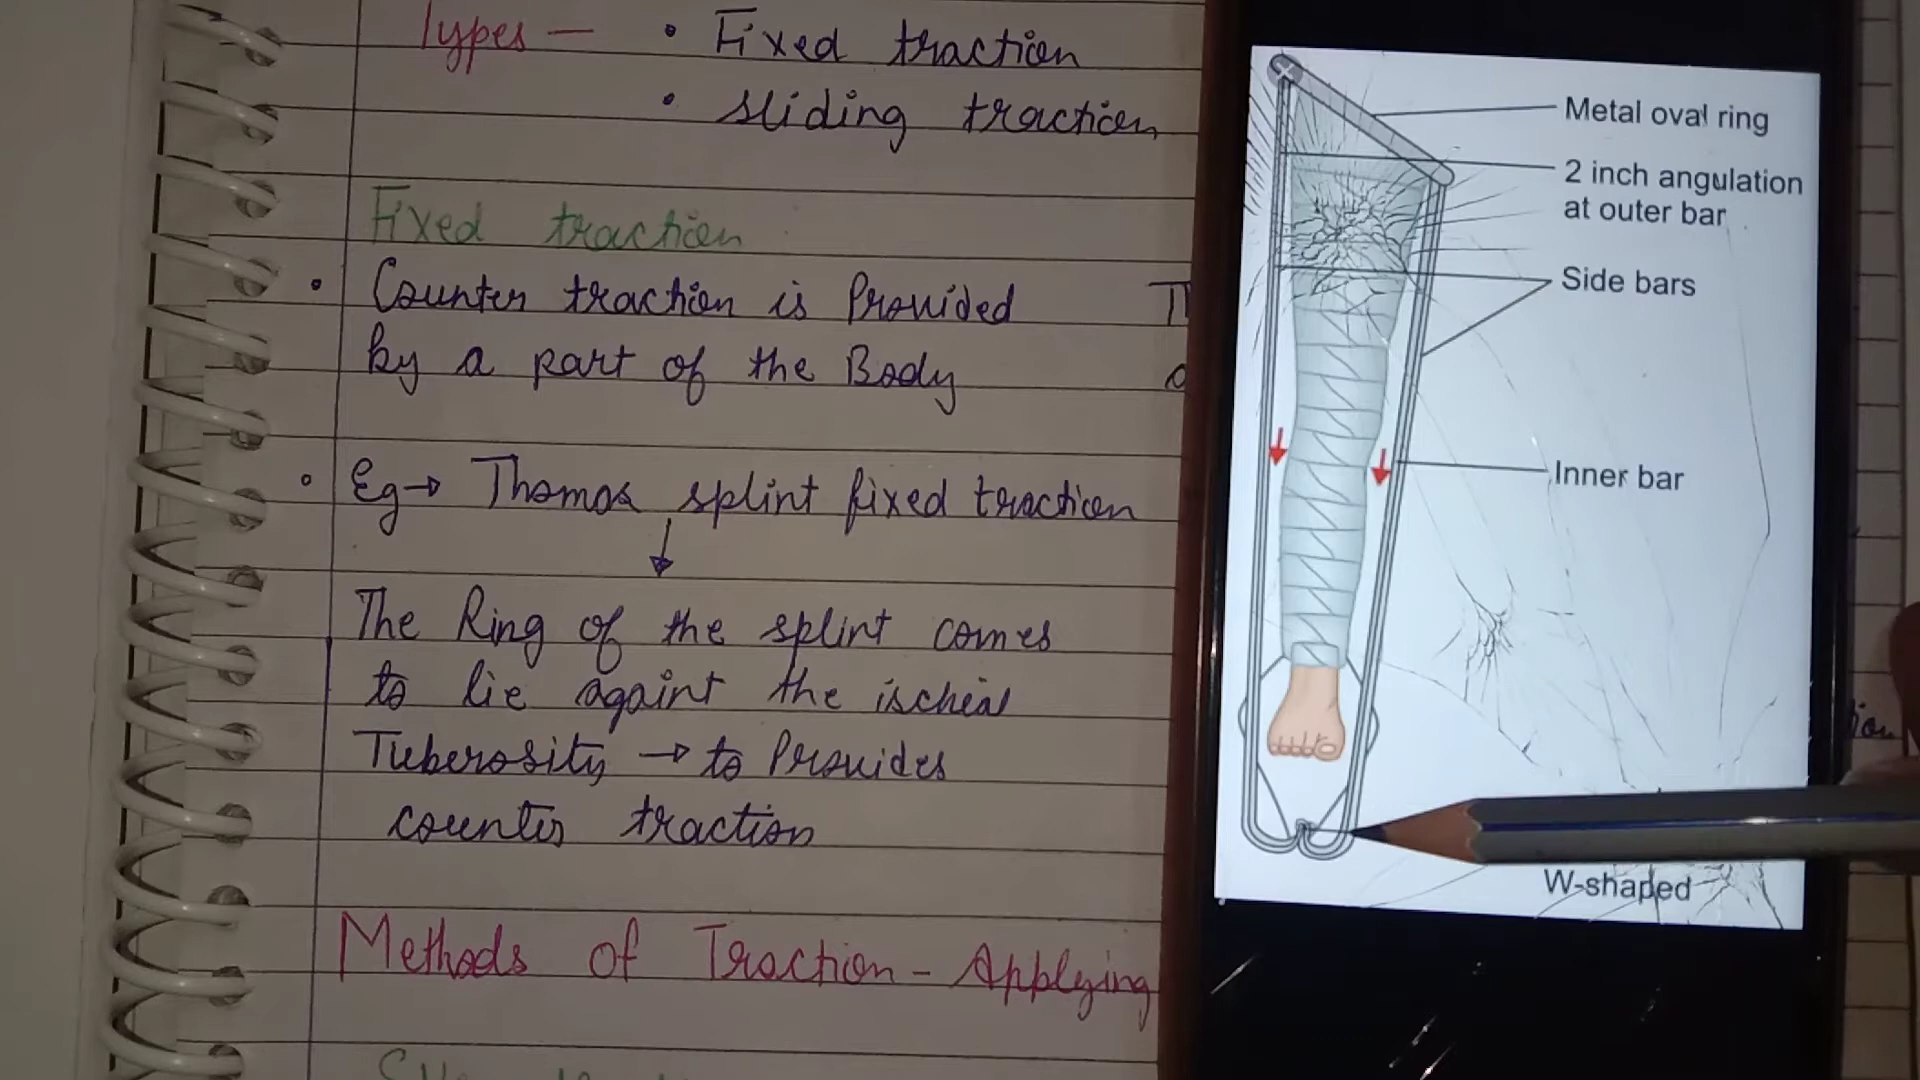 Types — • Fixed traction
• sliding traction
Fixed traction
• Counter traction is Provided
by a part of the Body
• Eg → Thomas splint fixed traction
The Ring of the splint comes
to lie againt the ischial
Tuberosity → to Provides
counter traction
Methods of Traction - Applying
Metal oval ring
2 inch angulation
at outer bar
Side bars
Inner bar
W-shaped